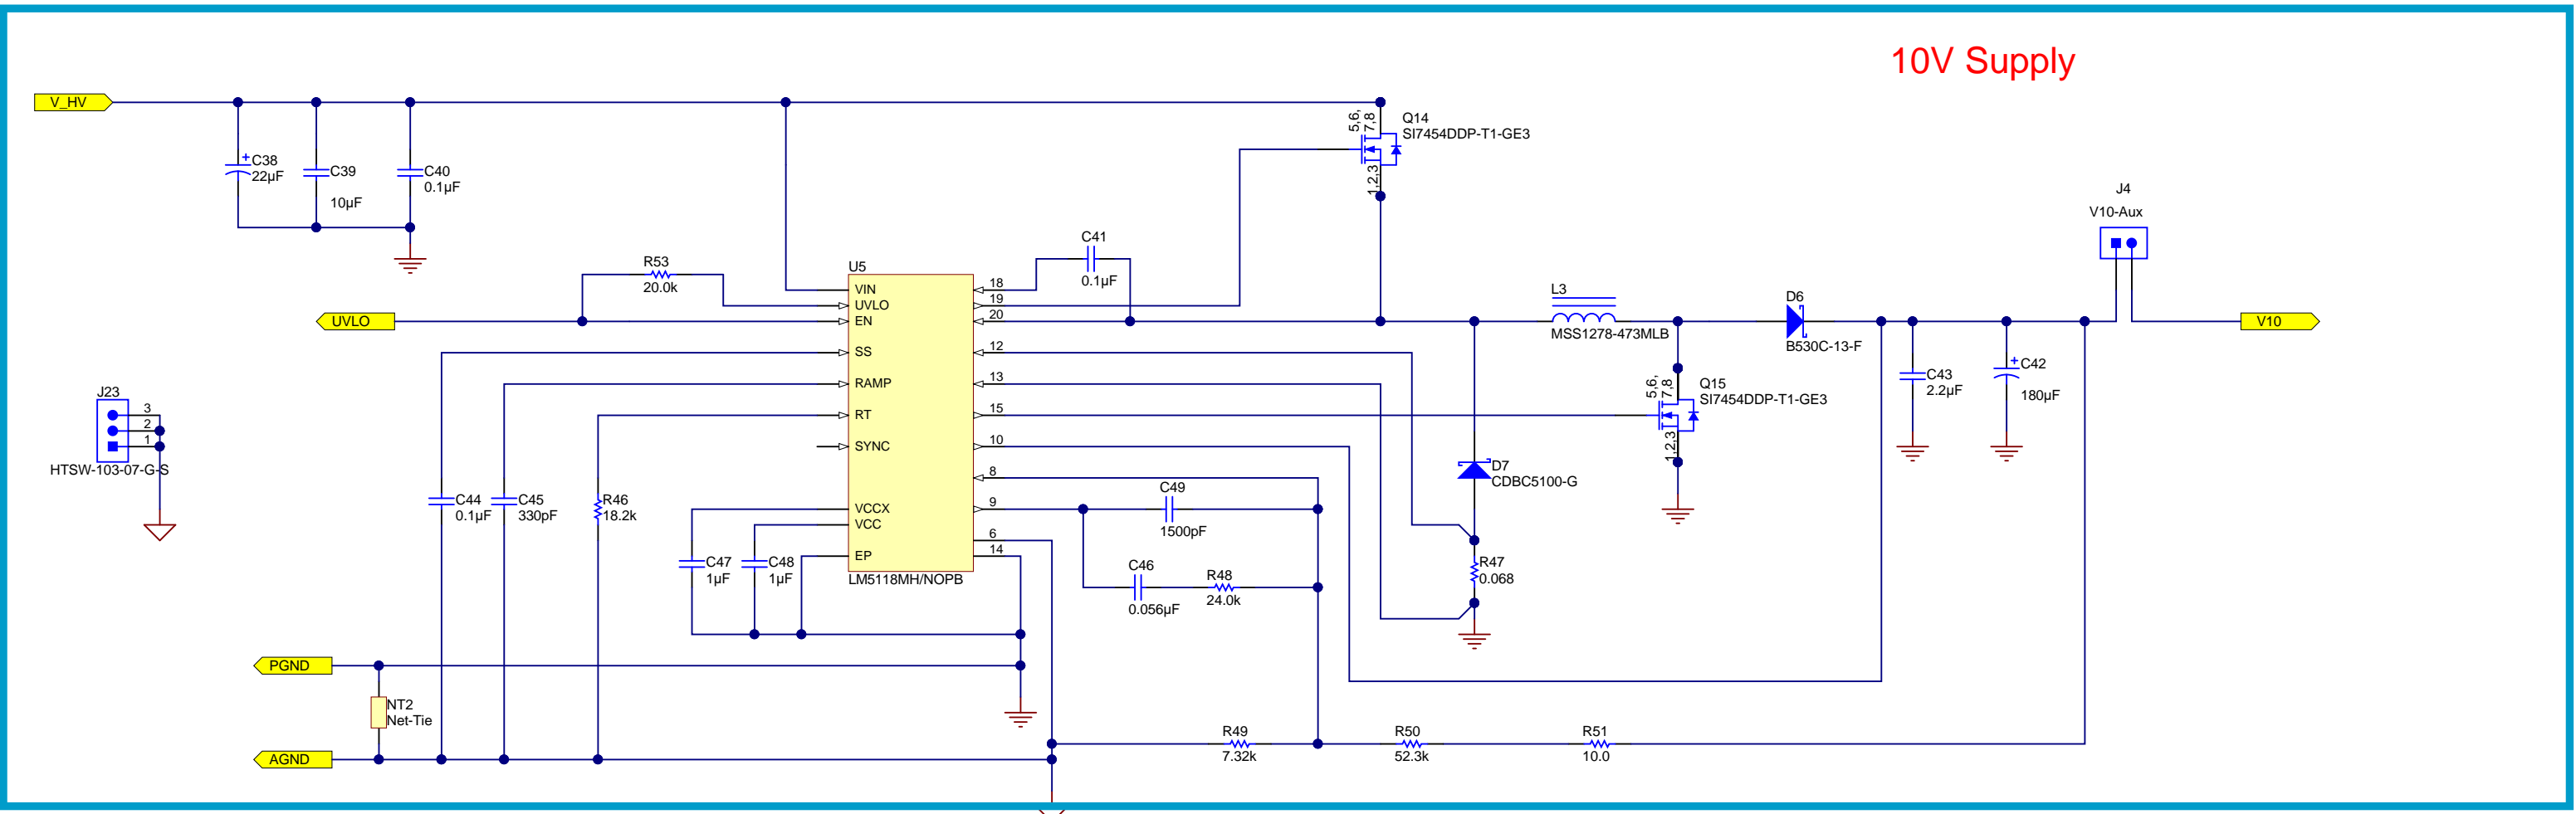 10V Supply
V_HV
+
C38
22µF
C39
10µF
C40
0.1µF
5,6,
7,8
1,2,3
Q14
SI7454DDP-T1-GE3
J4
V10-Aux
R53
20.0k
UVLO
C41
0.1µF
U5
VIN
UVLO
EN
SS
RAMP
RT
SYNC
VCCX
VCC
EP
18
19
20
12
13
15
10
8
9
6
14
LM5118MH/NOPB
L3
MSS1278-473MLB
D6
B530C-13-F
V10
5,6,
7,8
1,2,3
Q15
SI7454DDP-T1-GE3
C43
2.2µF
+
C42
180µF
J23
3
2
1
HTSW-103-07-G-S
C44
0.1µF
C45
330pF
R46
18.2k
C47
1µF
C48
1µF
C49
1500pF
C46
0.056µF
R48
24.0k
D7
CDBC5100-G
R47
0.068
PGND
NT2
Net-Tie
AGND
R49
7.32k
R50
52.3k
R51
10.0